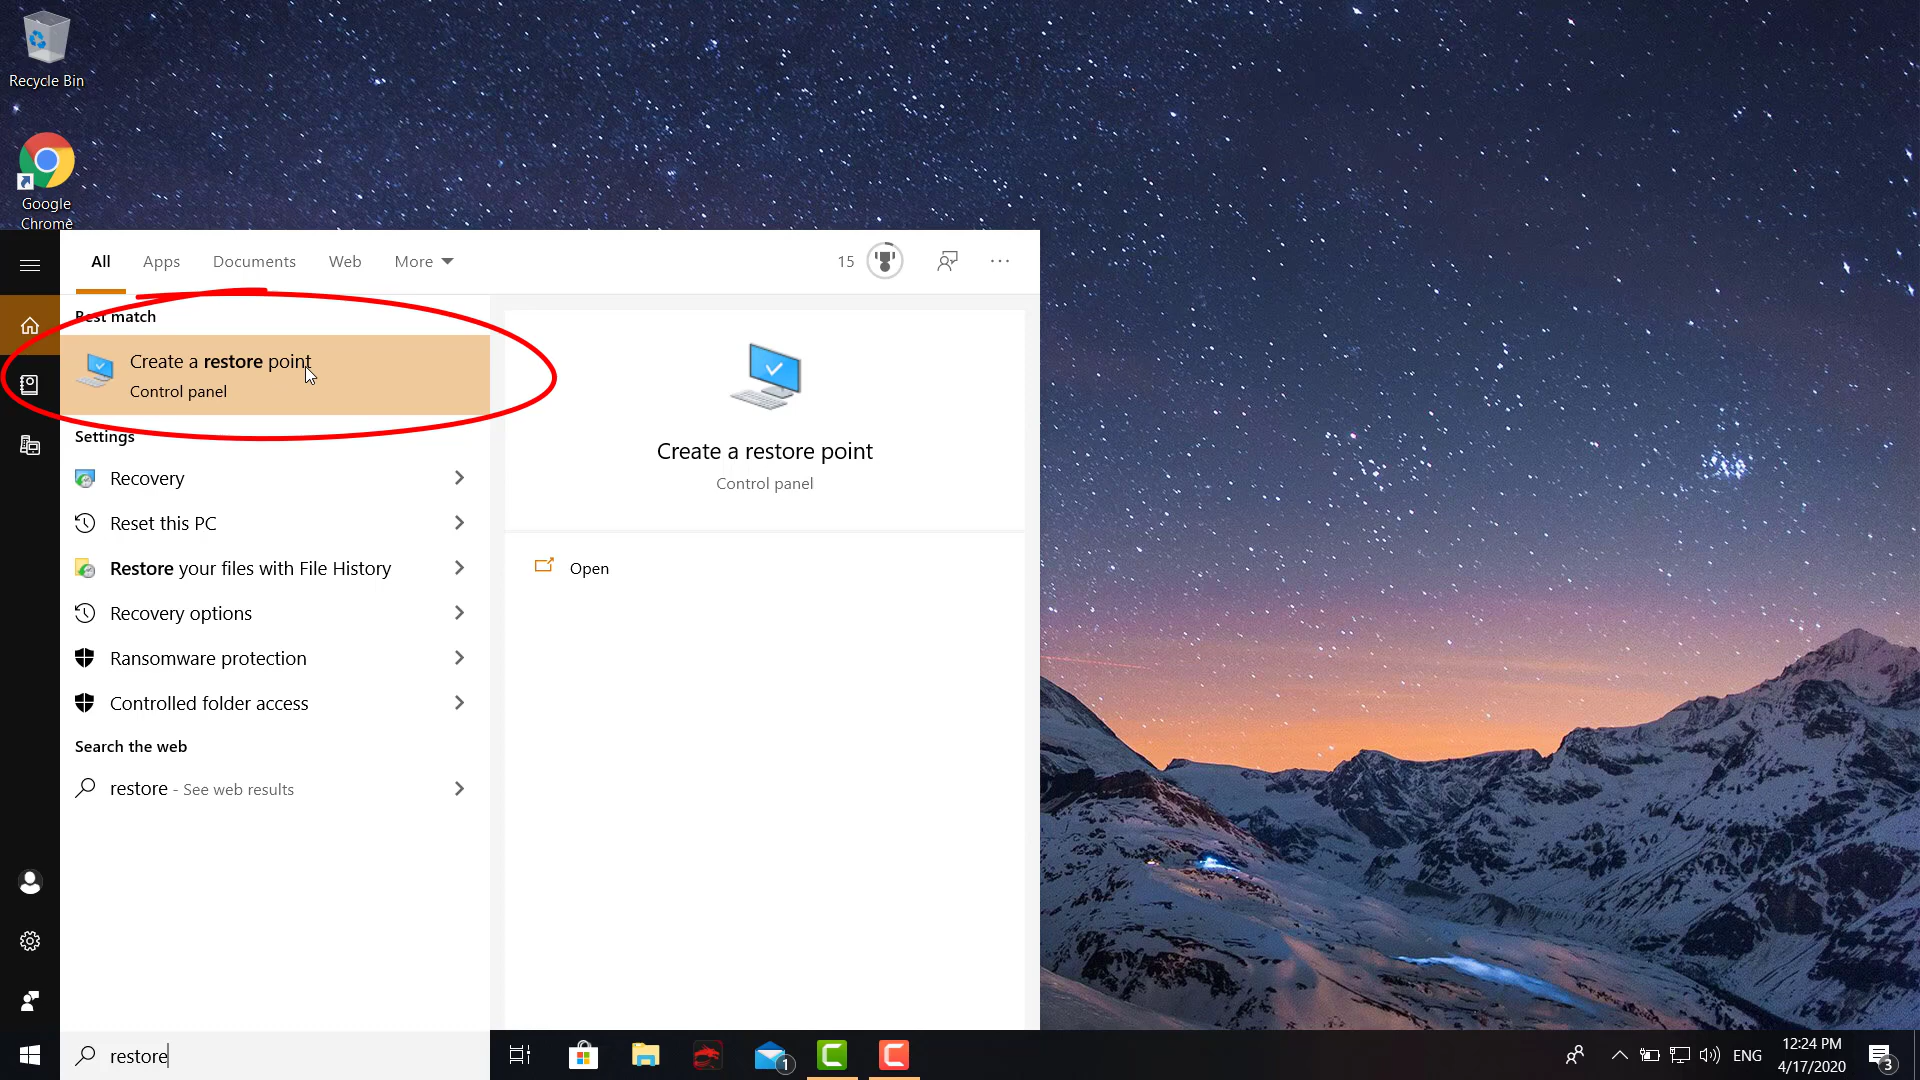 Recycle Bin
Google
Chrome
All Apps Documents Web More 15
Best match
Create a restore point
Control panel
Settings
Recovery
Reset this PC
Restore your files with File History
Recovery options
Ransomware protection
Controlled folder access
Search the web
restore - See web results
Create a restore point
Control panel
Open
restore
1
ENG
12:24 PM
4/17/2020
3